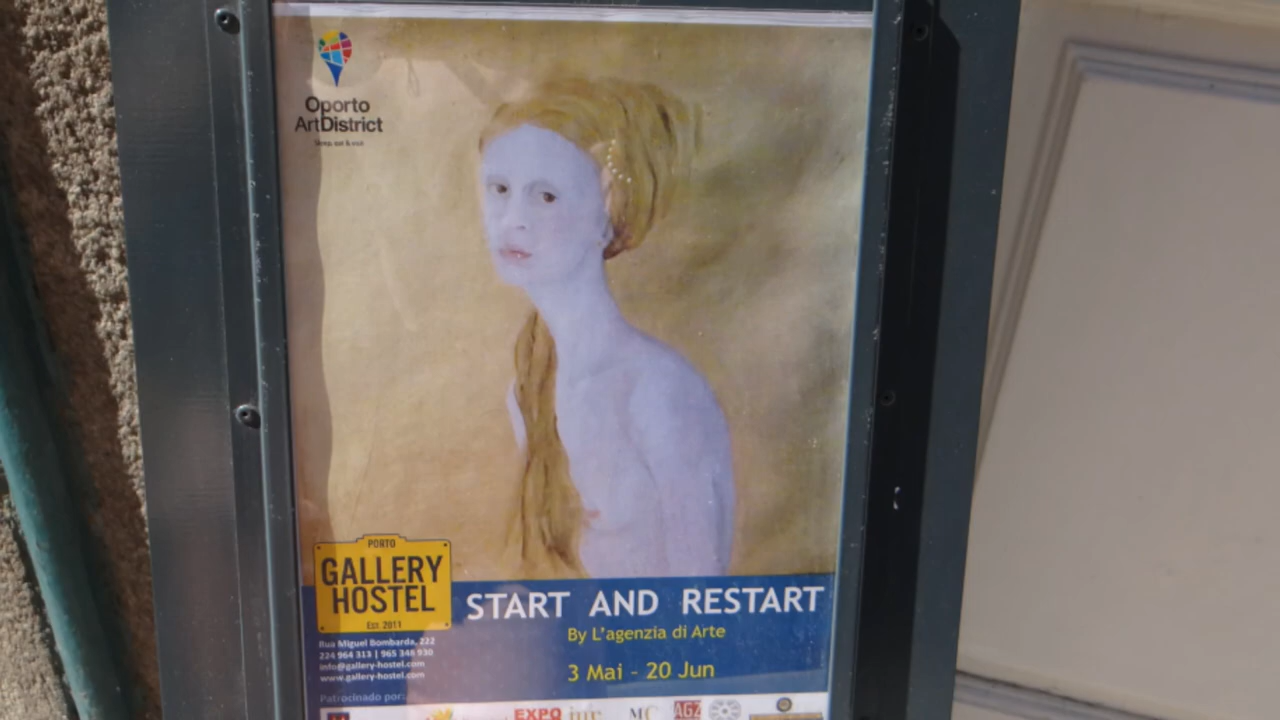 Oporto
ArtDistrict
PORTO
GALLERY
HOSTEL
Est. 2011
START AND RESTART
By L'agenzia di Arte
3 Mai - 20 Jun
Rua Miguel Bombarda, 222
224 964 313 | 965 348 930
info@gallery-hostel.com
www.gallery-hostel.com
Patrocinado por:
EXPO
MC
AGZ